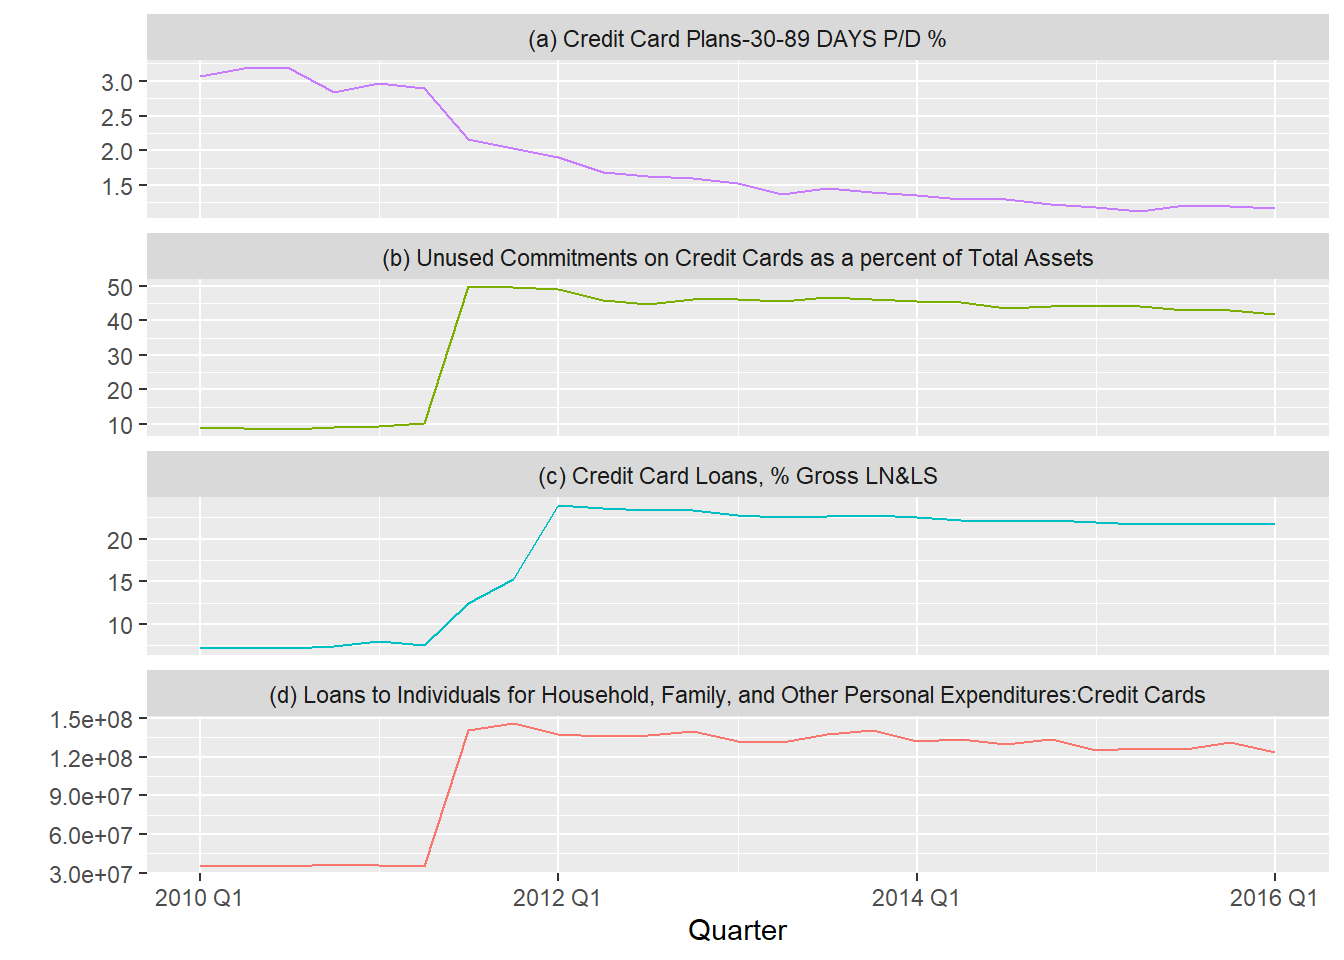 (a) Credit Card Plans-30-89 DAYS P/D %
3.0
2.5
2.0
1.5
(b) Unused Commitments on Credit Cards as a percent of Total Assets
50
40
30
20
10
(c) Credit Card Loans, % Gross LN&LS
20
15
10
(d) Loans to Individuals for Household, Family, and Other Personal Expenditures:Credit Cards
1.5e+08
1.2e+08
9.0e+07
6.0e+07
3.0e+07
2010 Q1 2012 Q1 2014 Q1 2016 Q1
Quarter